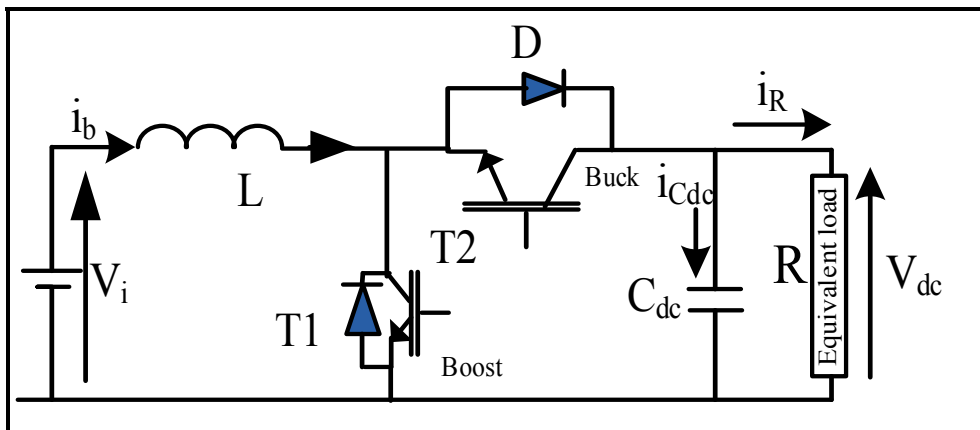 D
i_b
i_R
L
Buck
i_Cdc
T2
V_i
T1
C_dc
R
Equivalent load
V_dc
Boost